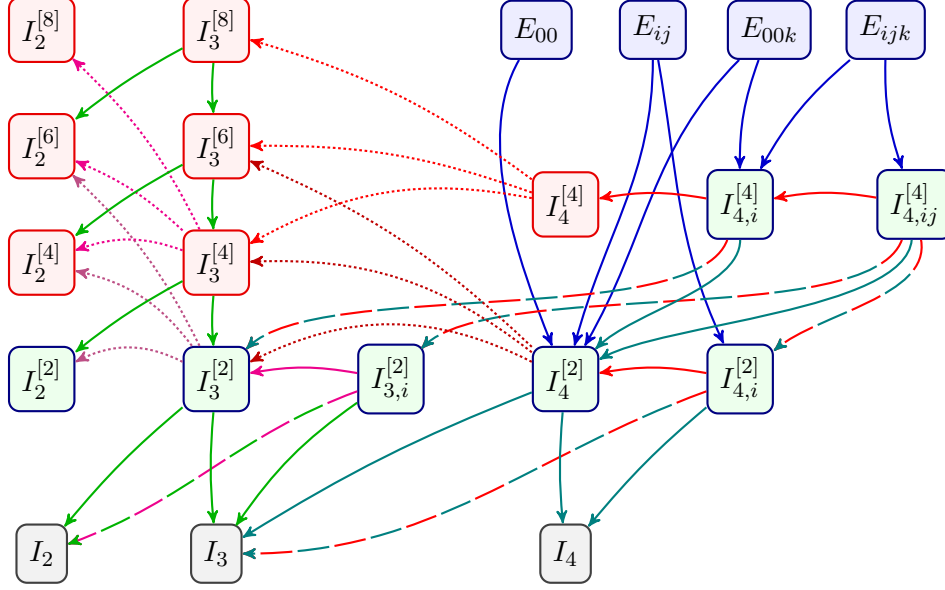 I_2^{[8]} I_3^{[8]} E_{00} E_{ij} E_{00k} E_{ijk}
I_2^{[6]} I_3^{[6]}
I_4^{[4]} I_{4,i}^{[4]} I_{4,ij}^{[4]}
I_2^{[4]} I_3^{[4]}
I_2^{[2]} I_3^{[2]} I_{3,i}^{[2]} I_4^{[2]} I_{4,i}^{[2]}
I_2 I_3 I_4